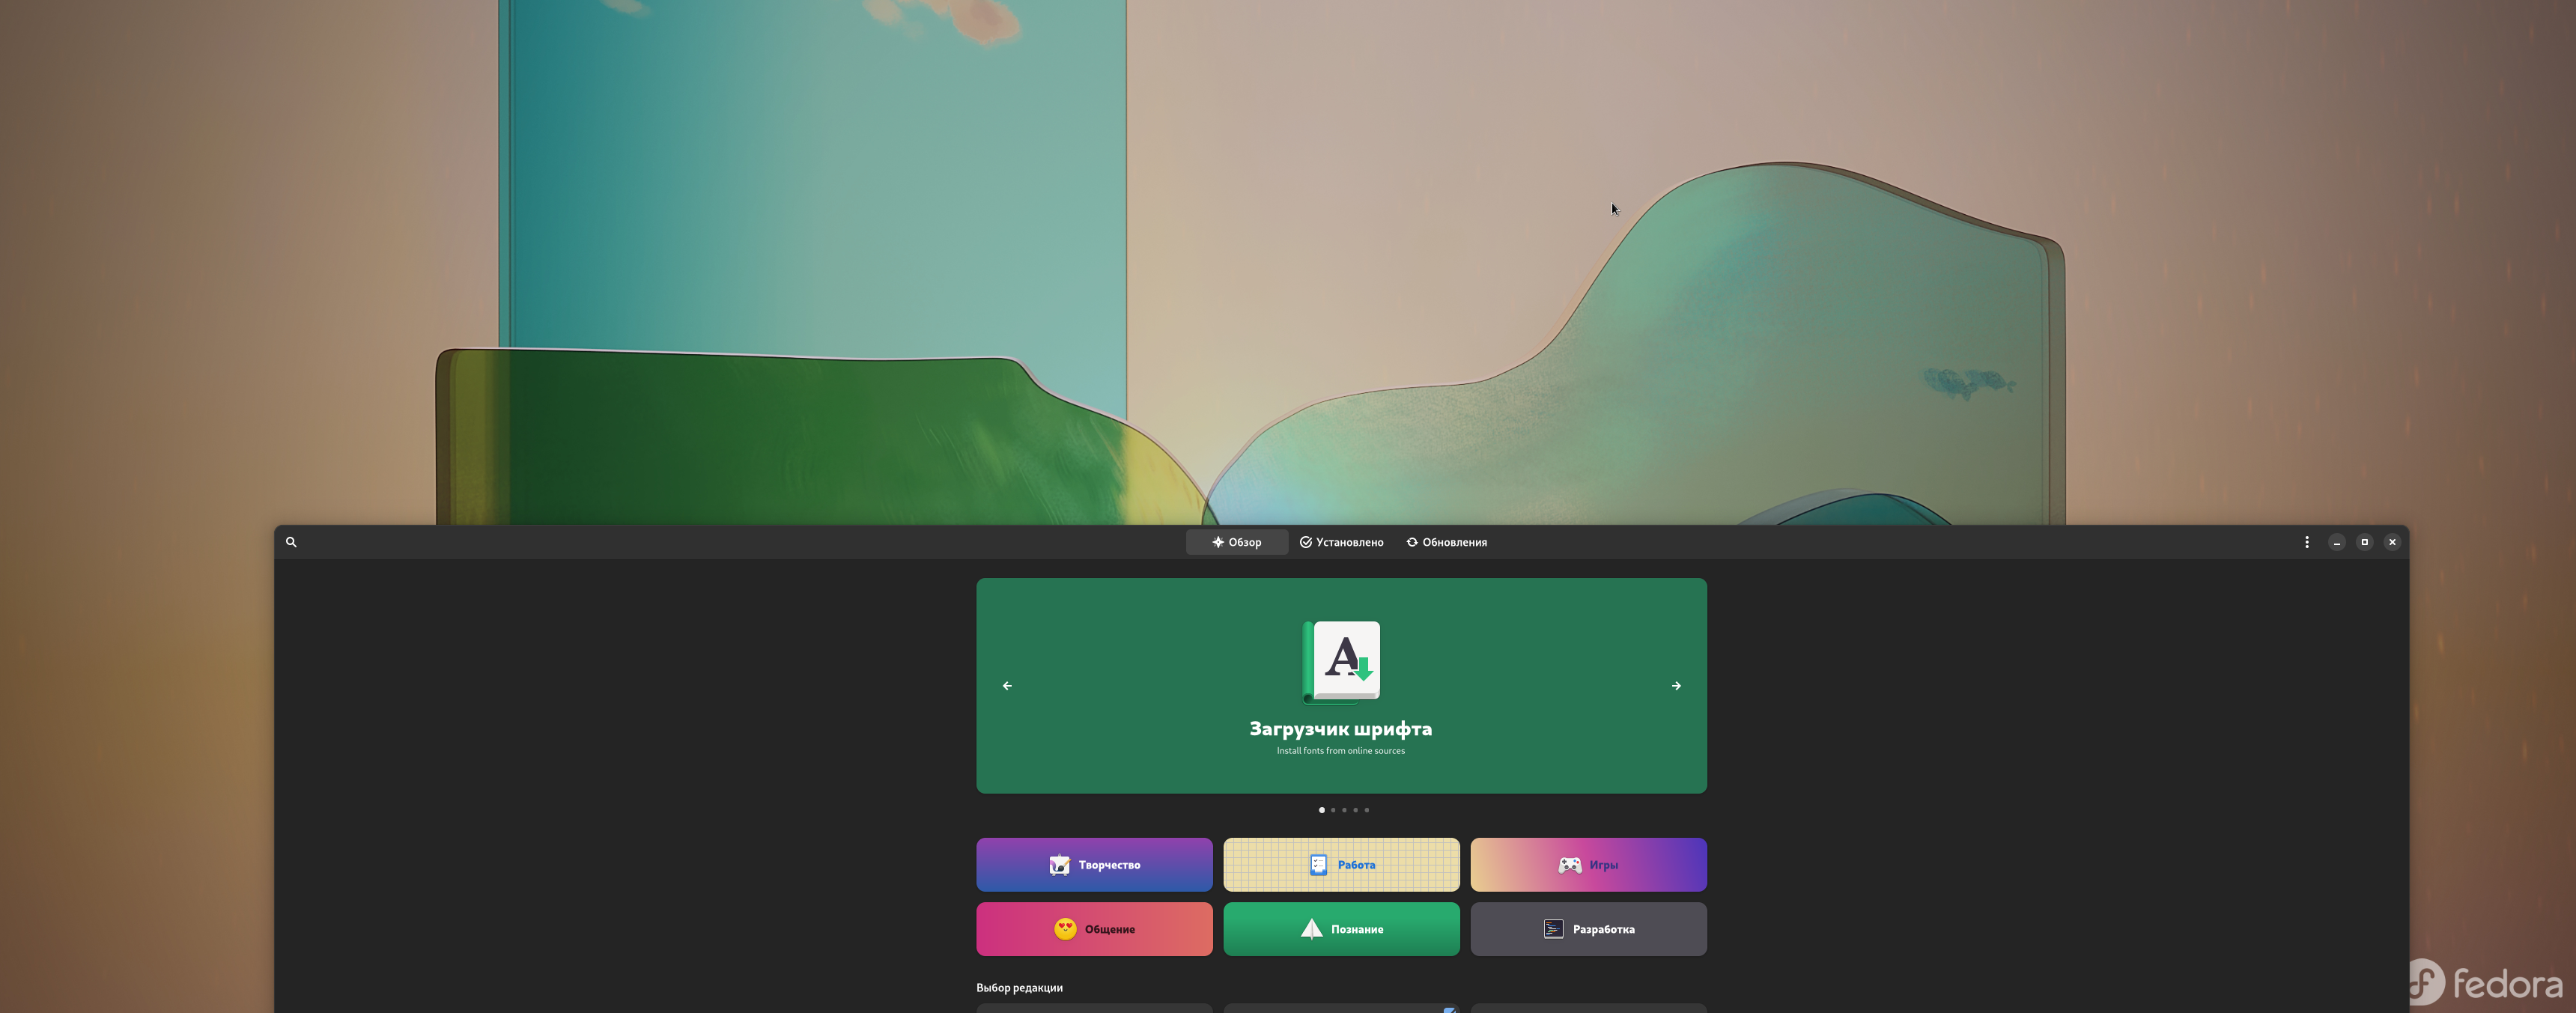 Обзор
Установлено
Обновления
A
Загрузчик шрифта
Install fonts from online sources
Творчество
Работа
Игры
Общение
Познание
Разработка
Выбор редакции
fedora